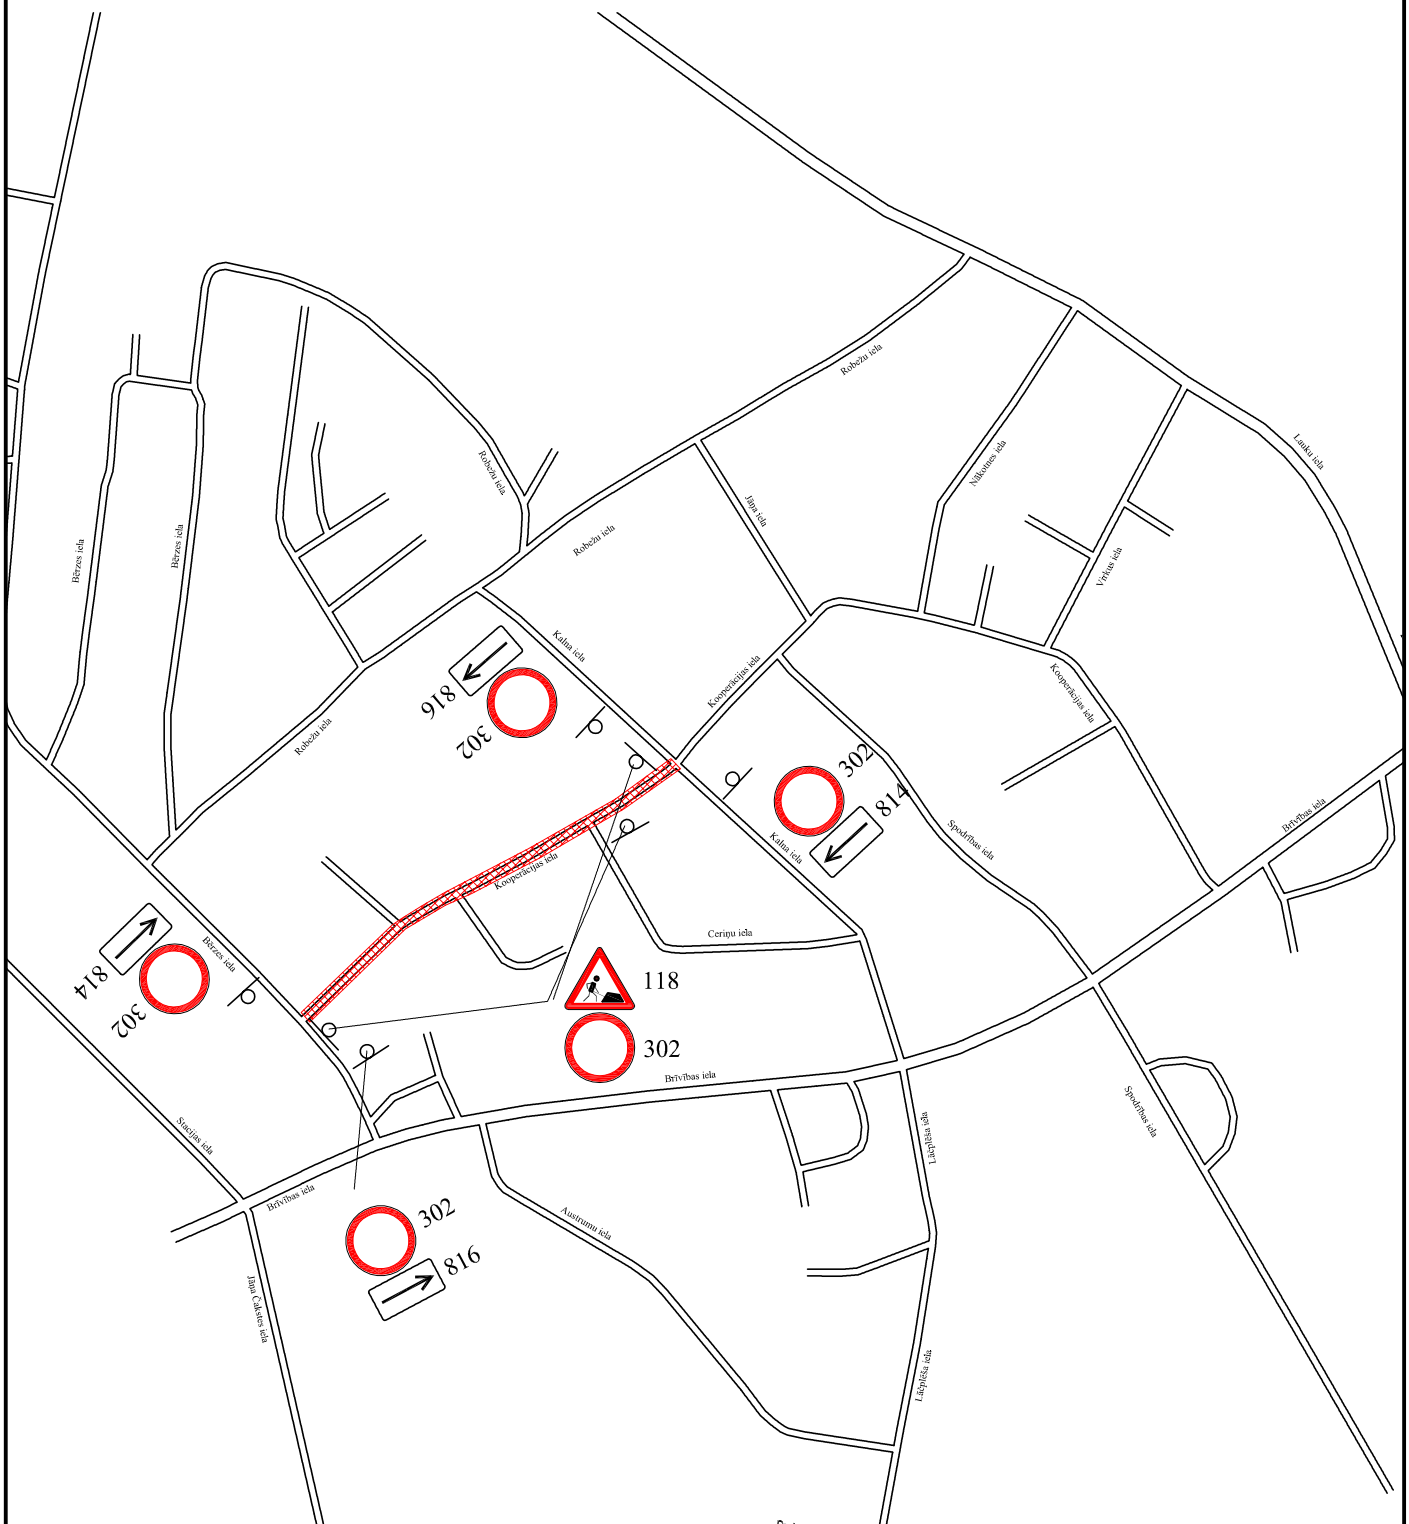 Robežu iela
Lauku iela
Nākotnes iela
Robežu iela
Jāņa iela
Bērzes iela
Bērzes iela
Robežu iela
Virkus iela
Kalna iela
Kooperācijas iela
Kooperācijas iela
816
302
Robežu iela
302
814
Kalna iela
Spodrības iela
Brīvības iela
Kooperācijas iela
Ceriņu iela
Bērzes iela
814
302
118
302
Brīvības iela
Stacijas iela
Spodrības iela
Lāčplēša iela
Brīvības iela
302
816
Austrumu iela
Jāņa Čakstes iela
Lāčplēša iela